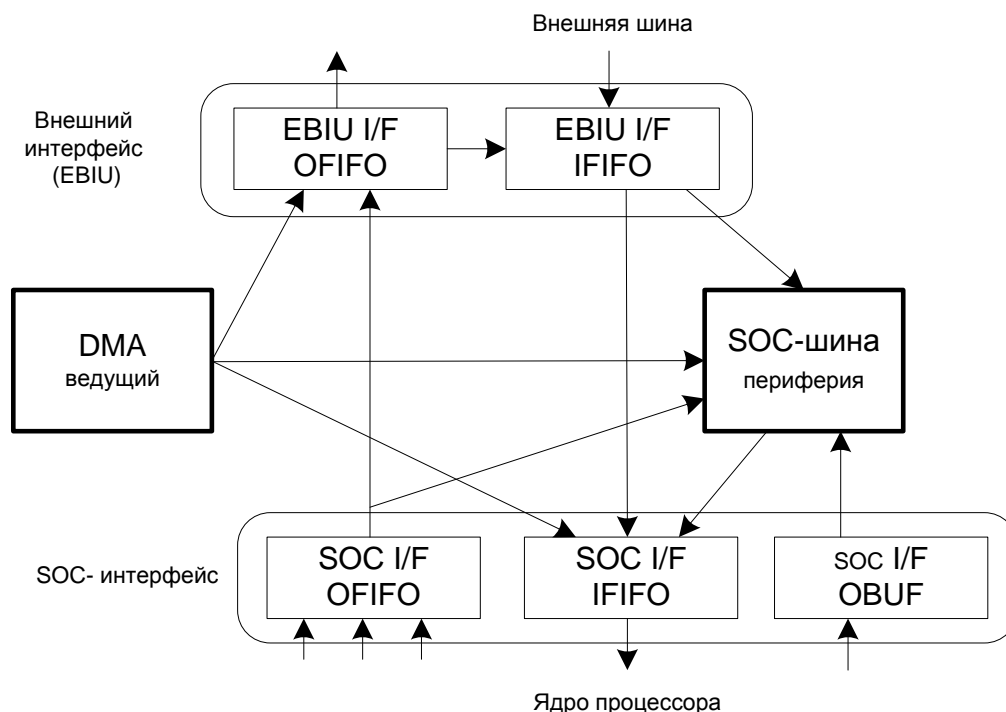 Внешняя шина
Внешний
интерфейс
(EBIU)
EBIU I/F
OFIFO
EBIU I/F
IFIFO
DMA
ведущий
SOC-шина
периферия
SOC- интерфейс
SOC I/F
OFIFO
SOC I/F
IFIFO
SOC I/F
OBUF
Ядро процессора